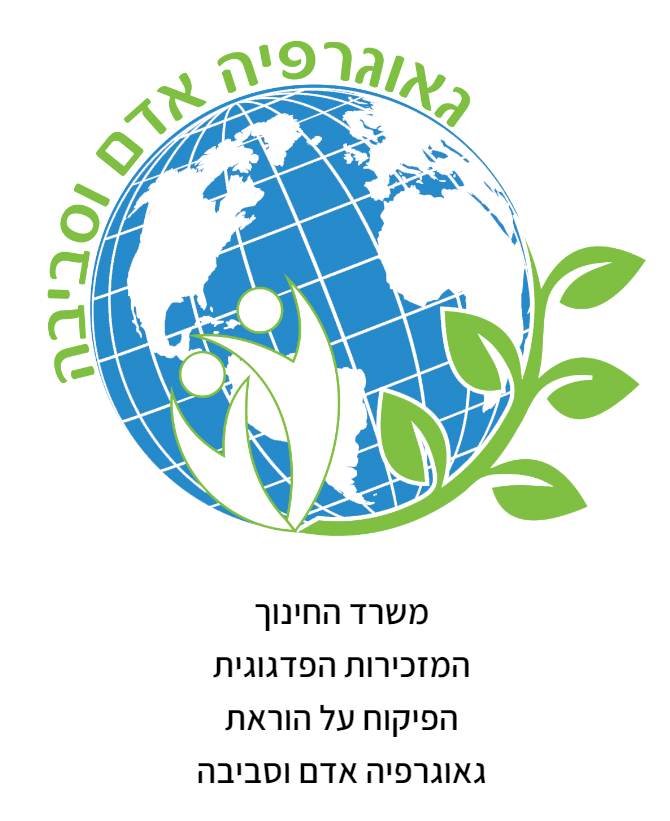 גאוגרפיה אדם וסביבה
משרד החינוך
המזכירות הפדגוגית
הפיקוח על הוראת
גאוגרפיה אדם וסביבה